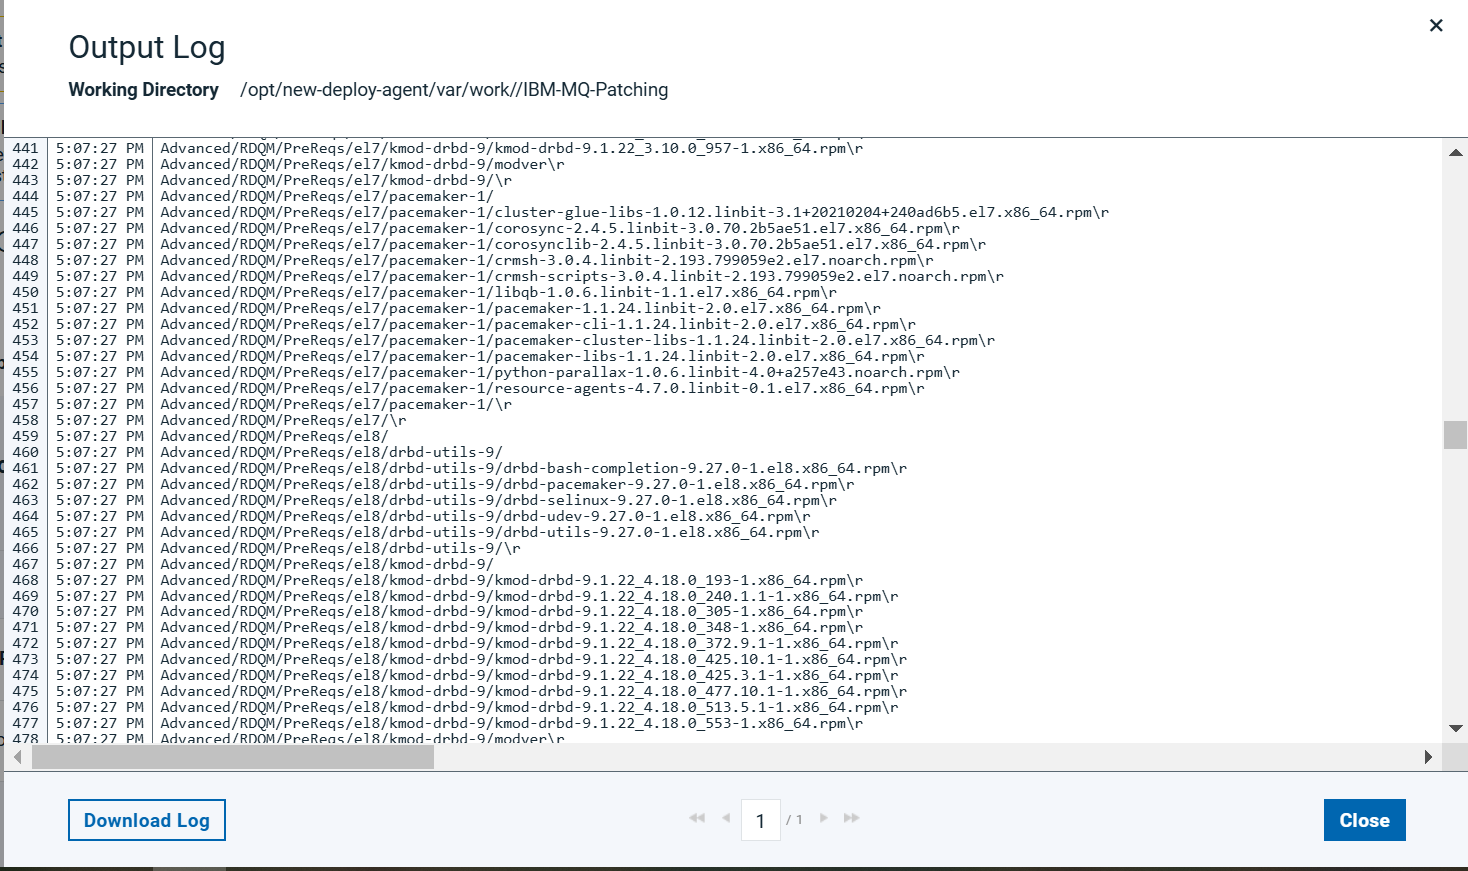 Output Log
Working Directory /opt/new-deploy-agent/var/work//IBM-MQ-Patching
441 5:07:27 PM Advanced/RDQM/PreReqs/el7/kmod-drbd-9/kmod-drbd-9.1.22_3.10.0_957-1.x86_64.rpm\r
442 5:07:27 PM Advanced/RDQM/PreReqs/el7/kmod-drbd-9/modver\r
443 5:07:27 PM Advanced/RDQM/PreReqs/el7/kmod-drbd-9/\r
444 5:07:27 PM Advanced/RDQM/PreReqs/el7/pacemaker-1/
445 5:07:27 PM Advanced/RDQM/PreReqs/el7/pacemaker-1/cluster-glue-libs-1.0.12.linbit-3.1+20210204+240ad6b5.el7.x86_64.rpm\r
446 5:07:27 PM Advanced/RDQM/PreReqs/el7/pacemaker-1/corosync-2.4.5.linbit-3.0.70.2b5ae51.el7.x86_64.rpm\r
447 5:07:27 PM Advanced/RDQM/PreReqs/el7/pacemaker-1/corosynclib-2.4.5.linbit-3.0.70.2b5ae51.el7.x86_64.rpm\r
448 5:07:27 PM Advanced/RDQM/PreReqs/el7/pacemaker-1/crmsh-3.0.4.linbit-2.193.799059e2.el7.noarch.rpm\r
449 5:07:27 PM Advanced/RDQM/PreReqs/el7/pacemaker-1/crmsh-scripts-3.0.4.linbit-2.193.799059e2.el7.noarch.rpm\r
450 5:07:27 PM Advanced/RDQM/PreReqs/el7/pacemaker-1/libqb-1.0.6.linbit-1.1.el7.x86_64.rpm\r
451 5:07:27 PM Advanced/RDQM/PreReqs/el7/pacemaker-1/pacemaker-1.1.24.linbit-2.0.el7.x86_64.rpm\r
452 5:07:27 PM Advanced/RDQM/PreReqs/el7/pacemaker-1/pacemaker-cli-1.1.24.linbit-2.0.el7.x86_64.rpm\r
453 5:07:27 PM Advanced/RDQM/PreReqs/el7/pacemaker-1/pacemaker-cluster-libs-1.1.24.linbit-2.0.el7.x86_64.rpm\r
454 5:07:27 PM Advanced/RDQM/PreReqs/el7/pacemaker-1/pacemaker-libs-1.1.24.linbit-2.0.el7.x86_64.rpm\r
455 5:07:27 PM Advanced/RDQM/PreReqs/el7/pacemaker-1/python-parallax-1.0.6.linbit-4.0+a257e43.noarch.rpm\r
456 5:07:27 PM Advanced/RDQM/PreReqs/el7/pacemaker-1/resource-agents-4.7.0.linbit-0.1.el7.x86_64.rpm\r
457 5:07:27 PM Advanced/RDQM/PreReqs/el7/pacemaker-1/\r
458 5:07:27 PM Advanced/RDQM/PreReqs/el7/\r
459 5:07:27 PM Advanced/RDQM/PreReqs/el8/
460 5:07:27 PM Advanced/RDQM/PreReqs/el8/drbd-utils-9/
461 5:07:27 PM Advanced/RDQM/PreReqs/el8/drbd-utils-9/drbd-bash-completion-9.27.0-1.el8.x86_64.rpm\r
462 5:07:27 PM Advanced/RDQM/PreReqs/el8/drbd-utils-9/drbd-pacemaker-9.27.0-1.el8.x86_64.rpm\r
463 5:07:27 PM Advanced/RDQM/PreReqs/el8/drbd-utils-9/drbd-selinux-9.27.0-1.el8.x86_64.rpm\r
464 5:07:27 PM Advanced/RDQM/PreReqs/el8/drbd-utils-9/drbd-udev-9.27.0-1.el8.x86_64.rpm\r
465 5:07:27 PM Advanced/RDQM/PreReqs/el8/drbd-utils-9/drbd-utils-9.27.0-1.el8.x86_64.rpm\r
466 5:07:27 PM Advanced/RDQM/PreReqs/el8/drbd-utils-9/\r
467 5:07:27 PM Advanced/RDQM/PreReqs/el8/kmod-drbd-9/
468 5:07:27 PM Advanced/RDQM/PreReqs/el8/kmod-drbd-9/kmod-drbd-9.1.22_4.18.0_193-1.x86_64.rpm\r
469 5:07:27 PM Advanced/RDQM/PreReqs/el8/kmod-drbd-9/kmod-drbd-9.1.22_4.18.0_240.1.1-1.x86_64.rpm\r
470 5:07:27 PM Advanced/RDQM/PreReqs/el8/kmod-drbd-9/kmod-drbd-9.1.22_4.18.0_305-1.x86_64.rpm\r
471 5:07:27 PM Advanced/RDQM/PreReqs/el8/kmod-drbd-9/kmod-drbd-9.1.22_4.18.0_348-1.x86_64.rpm\r
472 5:07:27 PM Advanced/RDQM/PreReqs/el8/kmod-drbd-9/kmod-drbd-9.1.22_4.18.0_372.9.1-1.x86_64.rpm\r
473 5:07:27 PM Advanced/RDQM/PreReqs/el8/kmod-drbd-9/kmod-drbd-9.1.22_4.18.0_425.10.1-1.x86_64.rpm\r
474 5:07:27 PM Advanced/RDQM/PreReqs/el8/kmod-drbd-9/kmod-drbd-9.1.22_4.18.0_425.3.1-1.x86_64.rpm\r
475 5:07:27 PM Advanced/RDQM/PreReqs/el8/kmod-drbd-9/kmod-drbd-9.1.22_4.18.0_477.10.1-1.x86_64.rpm\r
476 5:07:27 PM Advanced/RDQM/PreReqs/el8/kmod-drbd-9/kmod-drbd-9.1.22_4.18.0_513.5.1-1.x86_64.rpm\r
477 5:07:27 PM Advanced/RDQM/PreReqs/el8/kmod-drbd-9/kmod-drbd-9.1.22_4.18.0_553-1.x86_64.rpm\r
478 5:07:27 PM Advanced/RDQM/PreReqs/el8/kmod-drbd-9/modver\r
Download Log 1 / 1 Close